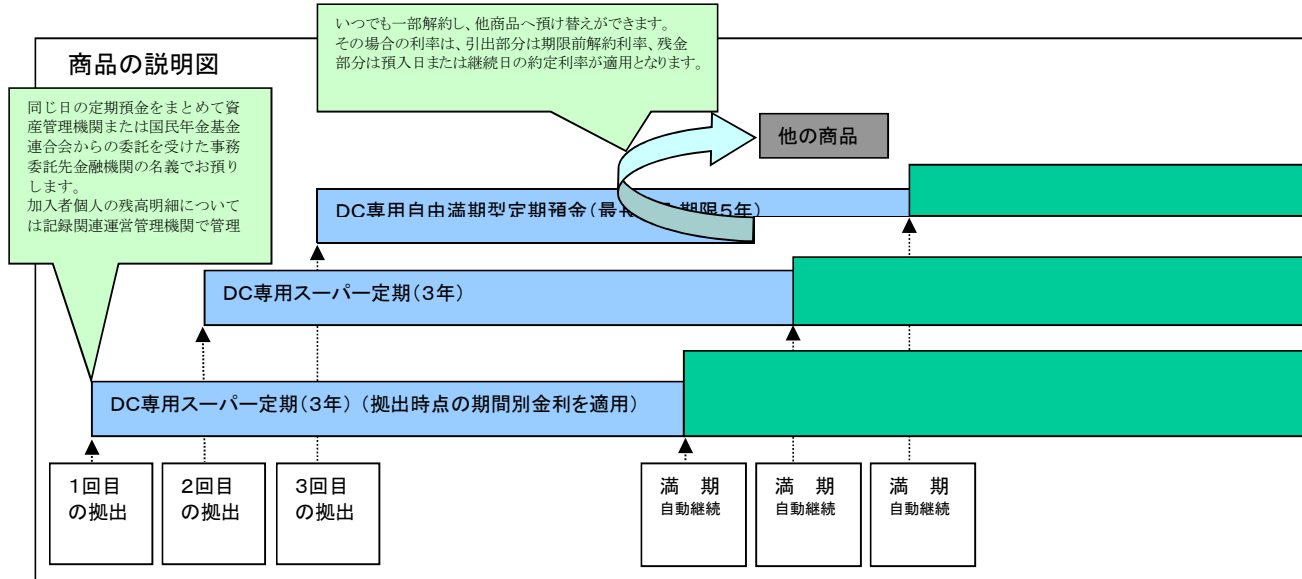 いつでも一部解約し、他商品へ預け替えができます。
その場合の利率は、引出部分は期限前解約利率、残金
部分は預入日または継続日の約定利率が適用となります。
商品の説明図
同じ日の定期預金をまとめて資
産管理機関または国民年金基金
連合会からの委託を受けた事務
委託先金融機関の名義でお預り
します。
加入者個人の残高明細について
は記録関連運営管理機関で管理
他の商品
DC専用自由満期型定期預金(最長 期限5年)
DC専用スーパー定期(3年)
DC専用スーパー定期(3年) (拠出時点の期間別金利を適用)
1回目
の拠出
2回目
の拠出
3回目
の拠出
満 期
自動継続
満 期
自動継続
満 期
自動継続